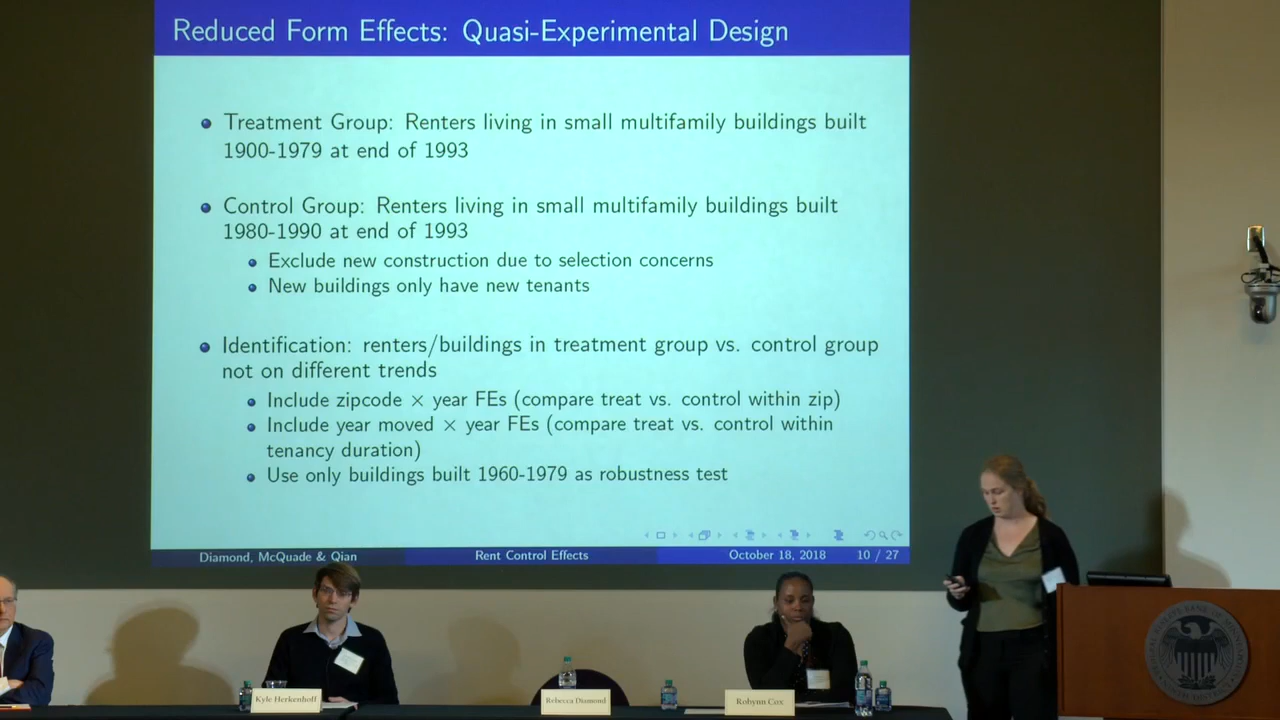 Reduced Form Effects: Quasi-Experimental Design
Treatment Group: Renters living in small multifamily buildings built
1900-1979 at end of 1993
Control Group: Renters living in small multifamily buildings built
1980-1990 at end of 1993
Exclude new construction due to selection concerns
New buildings only have new tenants
Identification: renters/buildings in treatment group vs. control group
not on different trends
Include zipcode × year FEs (compare treat vs. control within zip)
Include year moved × year FEs (compare treat vs. control within
tenancy duration)
Use only buildings built 1960-1979 as robustness test
Diamond, McQuade & Qian
Rent Control Effects
October 18, 2018
10 / 27
Kyle Herkenhoff
Rebecca Diamond
Robynn Cox